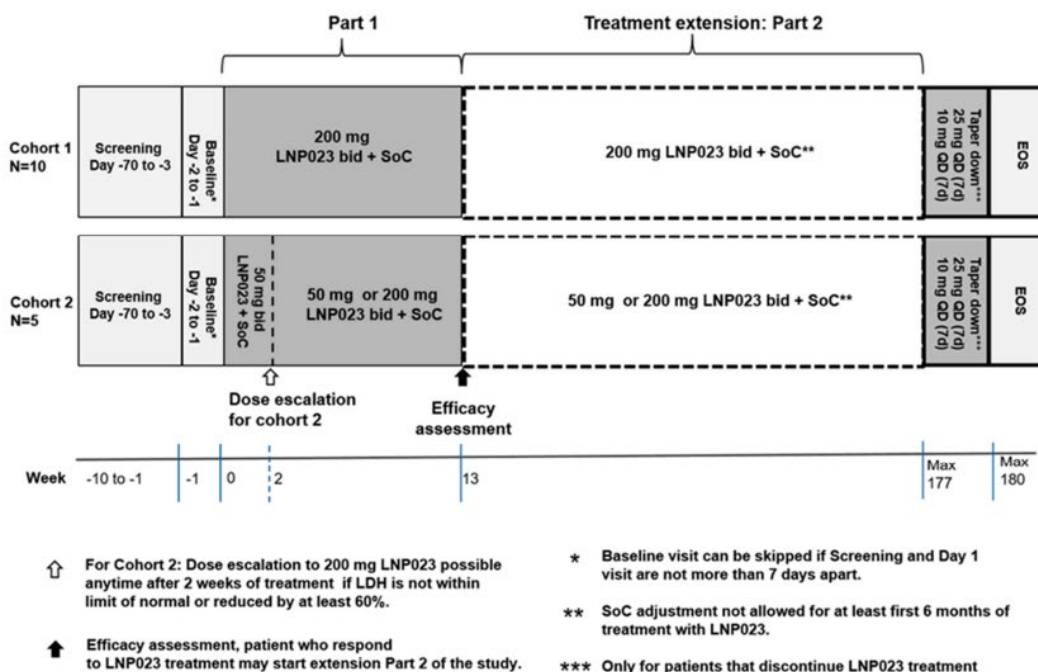 Part 1
Treatment extension: Part 2
Cohort 1
N=10
Screening
Day -70 to -3
Baseline*
Day -2 to -1
200 mg
LNP023 bid + SoC
200 mg LNP023 bid + SoC**
Taper down***
25 mg QD (7d)
10 mg QD (7d)
EOS
Cohort 2
N=5
Screening
Day -70 to -3
Baseline*
Day -2 to -1
50 mg bid
LNP023 + SoC
50 mg or 200 mg
LNP023 bid + SoC
50 mg or 200 mg LNP023 bid + SoC**
Taper down***
25 mg QD (7d)
10 mg QD (7d)
EOS
Dose escalation
for cohort 2
Efficacy
assessment
Week
-10 to -1
-1
0
2
13
Max
177
Max
180
For Cohort 2: Dose escalation to 200 mg LNP023 possible
anytime after 2 weeks of treatment if LDH is not within
limit of normal or reduced by at least 60%.
Efficacy assessment, patient who respond
to LNP023 treatment may start extension Part 2 of the study.
* Baseline visit can be skipped if Screening and Day 1
visit are not more than 7 days apart.
** SoC adjustment not allowed for at least first 6 months of
treatment with LNP023.
*** Only for patients that discontinue LNP023 treatment